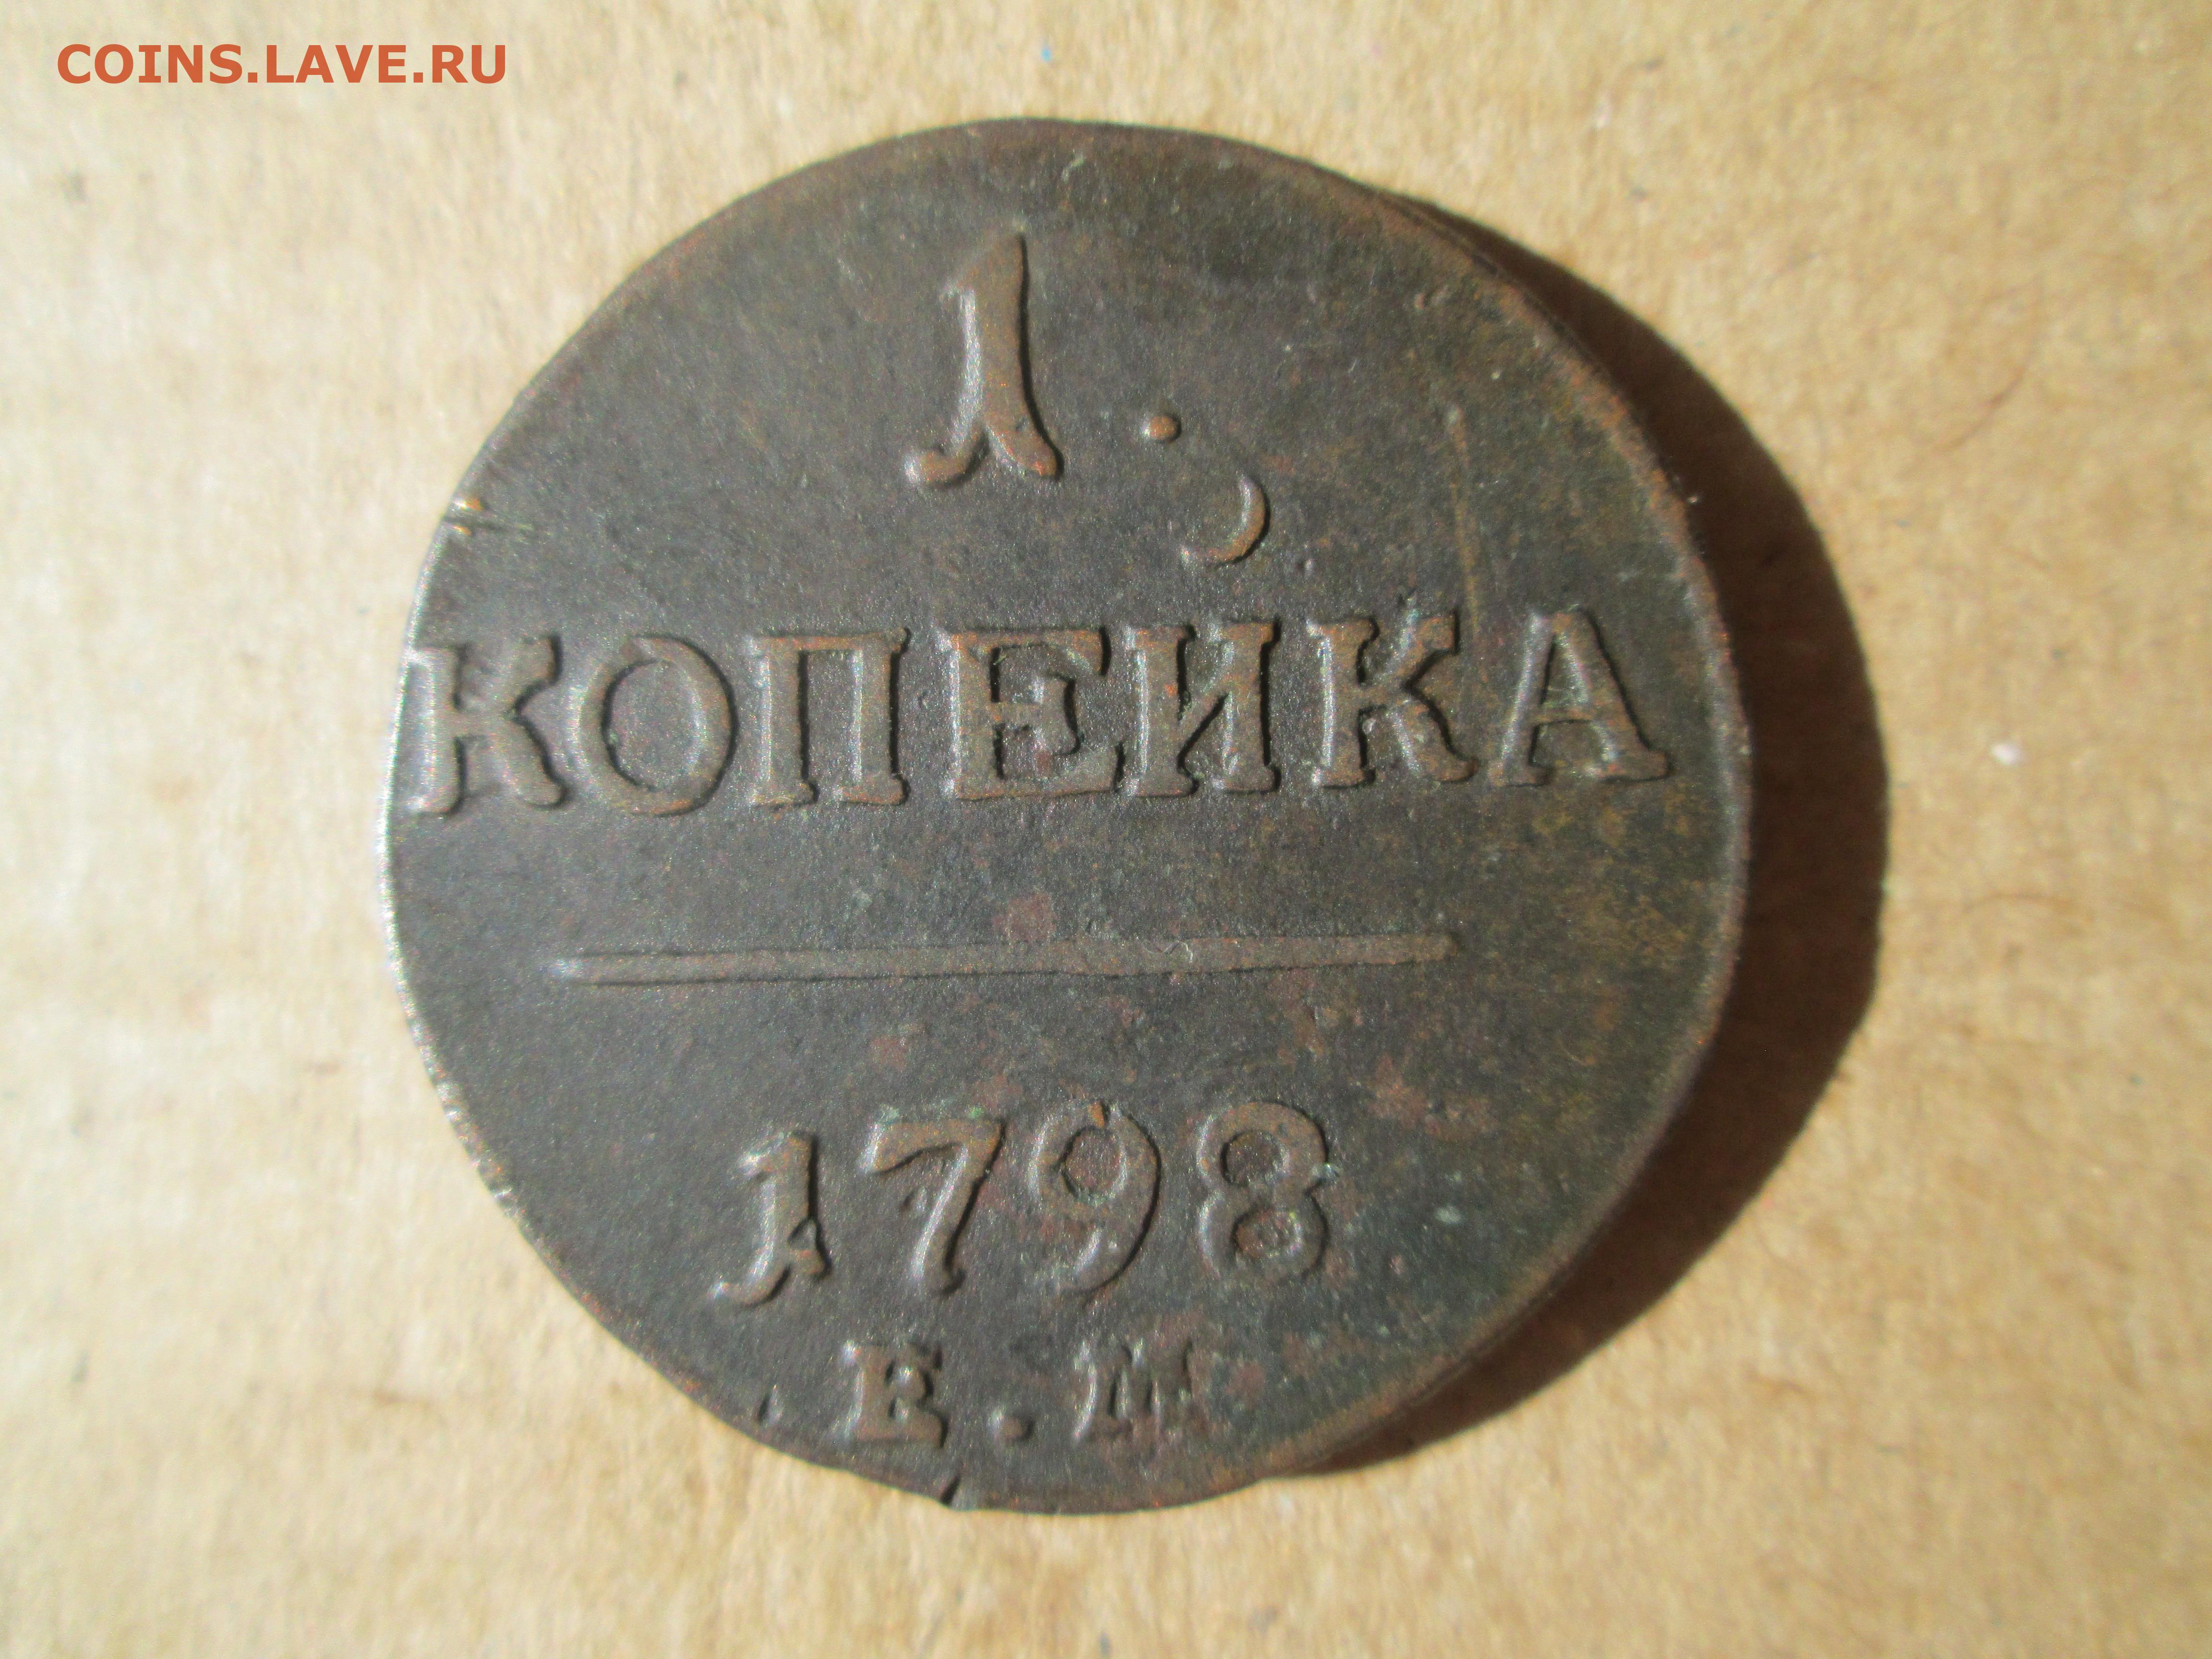 COINS.LAVE.RU
1.
КОПЕЙКА
1798
Е.М